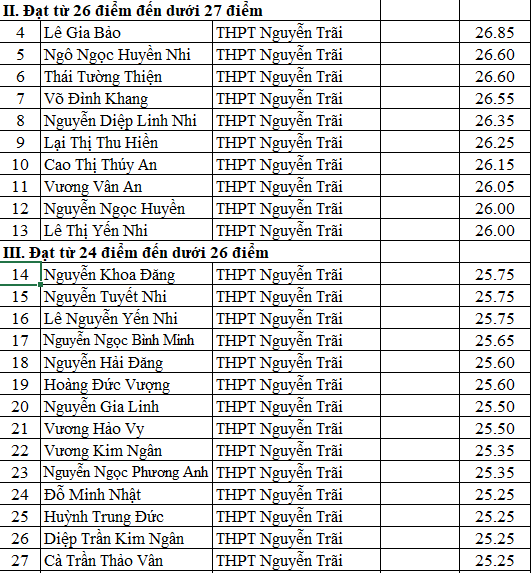 II. Đạt từ 26 điểm đến dưới 27 điểm
4 Lê Gia Bảo THPT Nguyễn Trãi 26.85
5 Ngô Ngọc Huyền Nhi THPT Nguyễn Trãi 26.60
6 Thái Tường Thiện THPT Nguyễn Trãi 26.60
7 Võ Đình Khang THPT Nguyễn Trãi 26.55
8 Nguyễn Diệp Linh Nhi THPT Nguyễn Trãi 26.35
9 Lại Thị Thu Hiền THPT Nguyễn Trãi 26.25
10 Cao Thị Thúy An THPT Nguyễn Trãi 26.15
11 Vương Vân An THPT Nguyễn Trãi 26.05
12 Nguyễn Ngọc Huyền THPT Nguyễn Trãi 26.00
13 Lê Thị Yến Nhi THPT Nguyễn Trãi 26.00
III. Đạt từ 24 điểm đến dưới 26 điểm
14 Nguyễn Khoa Đăng THPT Nguyễn Trãi 25.75
15 Nguyễn Tuyết Nhi THPT Nguyễn Trãi 25.75
16 Lê Nguyễn Yến Nhi THPT Nguyễn Trãi 25.75
17 Nguyễn Ngọc Bình Minh THPT Nguyễn Trãi 25.65
18 Nguyễn Hải Đăng THPT Nguyễn Trãi 25.60
19 Hoàng Đức Vượng THPT Nguyễn Trãi 25.60
20 Nguyễn Gia Linh THPT Nguyễn Trãi 25.50
21 Vương Hảo Vy THPT Nguyễn Trãi 25.50
22 Vương Kim Ngân THPT Nguyễn Trãi 25.35
23 Nguyễn Ngọc Phương Anh THPT Nguyễn Trãi 25.35
24 Đỗ Minh Nhật THPT Nguyễn Trãi 25.25
25 Huỳnh Trung Đức THPT Nguyễn Trãi 25.25
26 Diệp Trần Kim Ngân THPT Nguyễn Trãi 25.25
27 Cả Trần Thảo Vân THPT Nguyễn Trãi 25.25